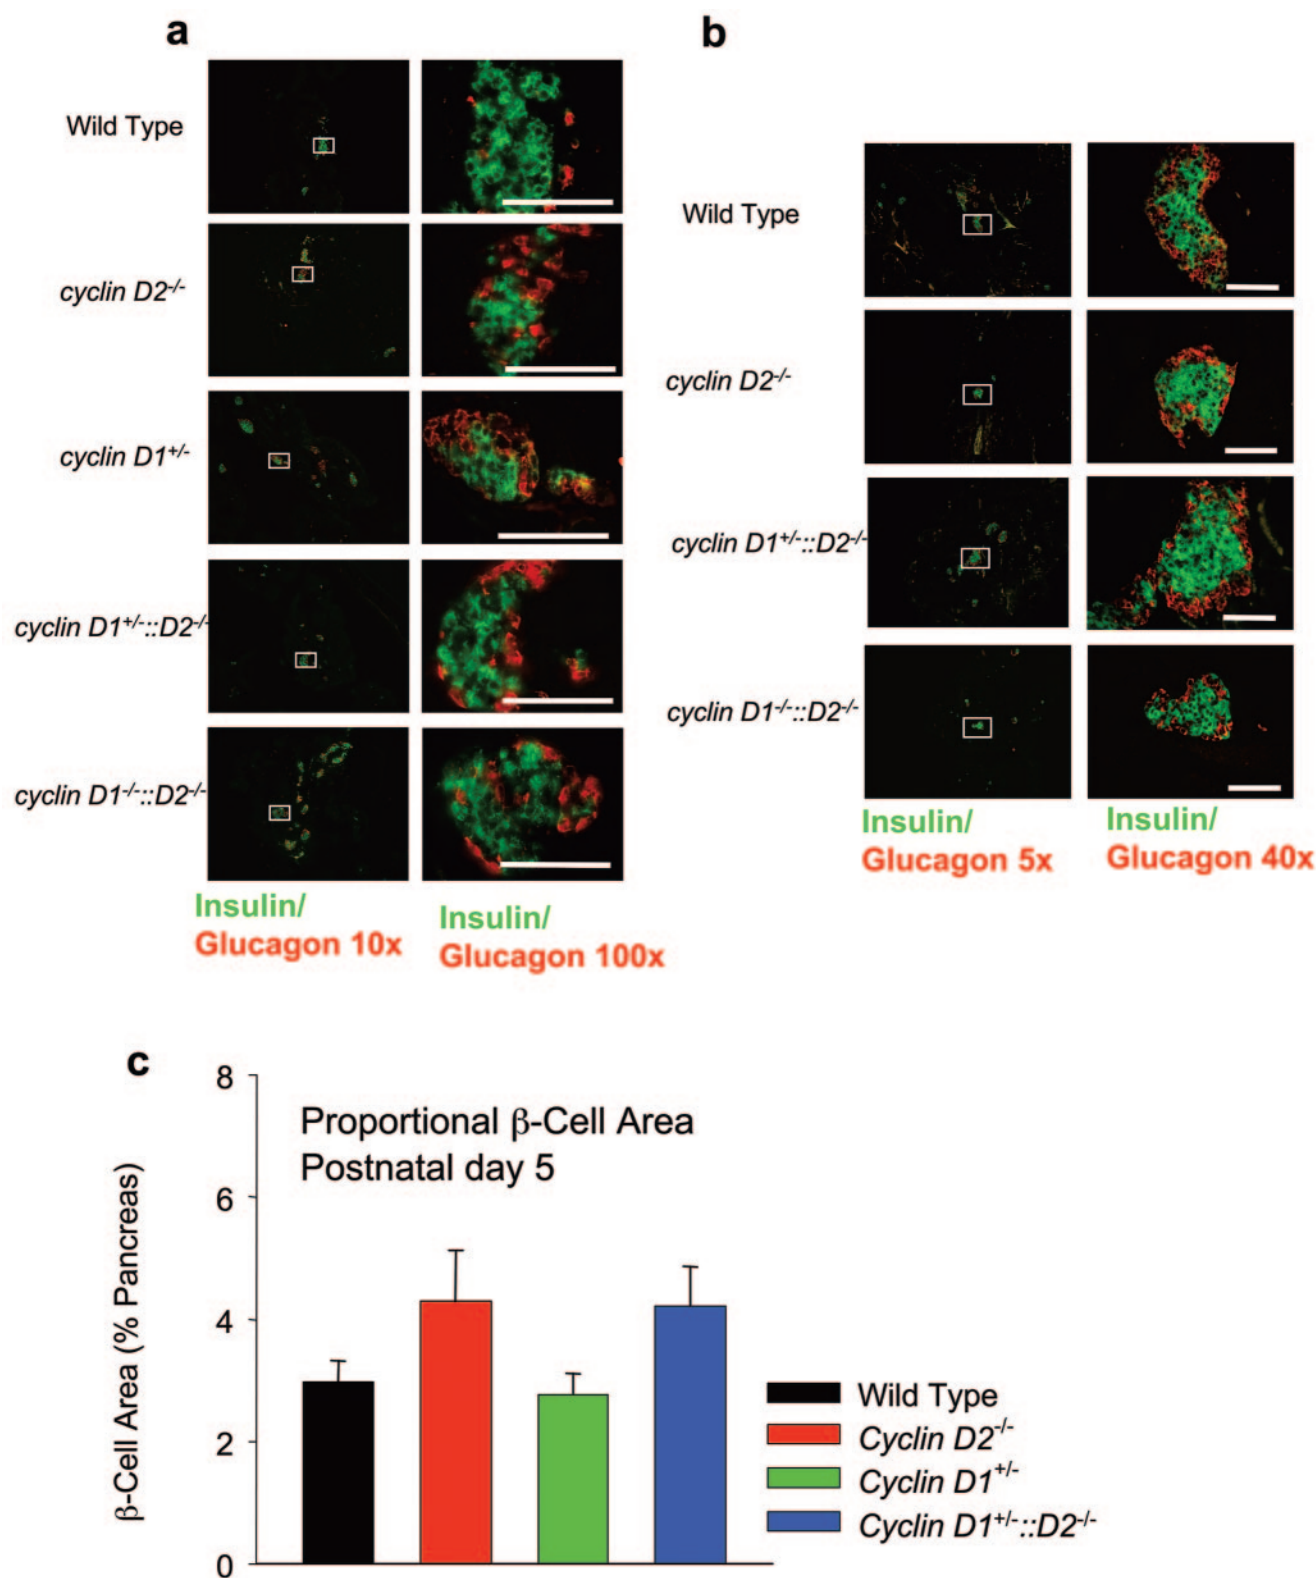 a
Wild Type
cyclin D2-/-
cyclin D1+/-
cyclin D1+/-::D2-/-
cyclin D1-/-::D2-/-
Insulin/
Glucagon 10x
Insulin/
Glucagon 100x
b
Wild Type
cyclin D2-/-
cyclin D1+/-::D2-/-
cyclin D1-/-::D2-/-
Insulin/
Glucagon 5x
Insulin/
Glucagon 40x
c
Proportional β-Cell Area
Postnatal day 5
β-Cell Area (% Pancreas)
8
6
4
2
0
Wild Type
Cyclin D2-/-
Cyclin D1+/-
Cyclin D1+/-::D2-/-